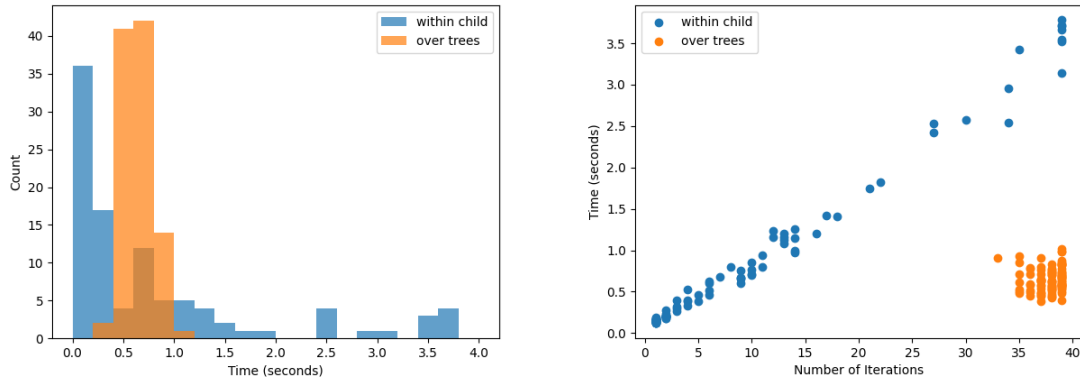 within child
over trees
40
35
30
25
20
15
10
5
0
Count
0.0 0.5 1.0 1.5 2.0 2.5 3.0 3.5 4.0
Time (seconds)
within child
over trees
3.5
3.0
2.5
2.0
1.5
1.0
0.5
0.0
Time (seconds)
0 5 10 15 20 25 30 35 40
Number of Iterations